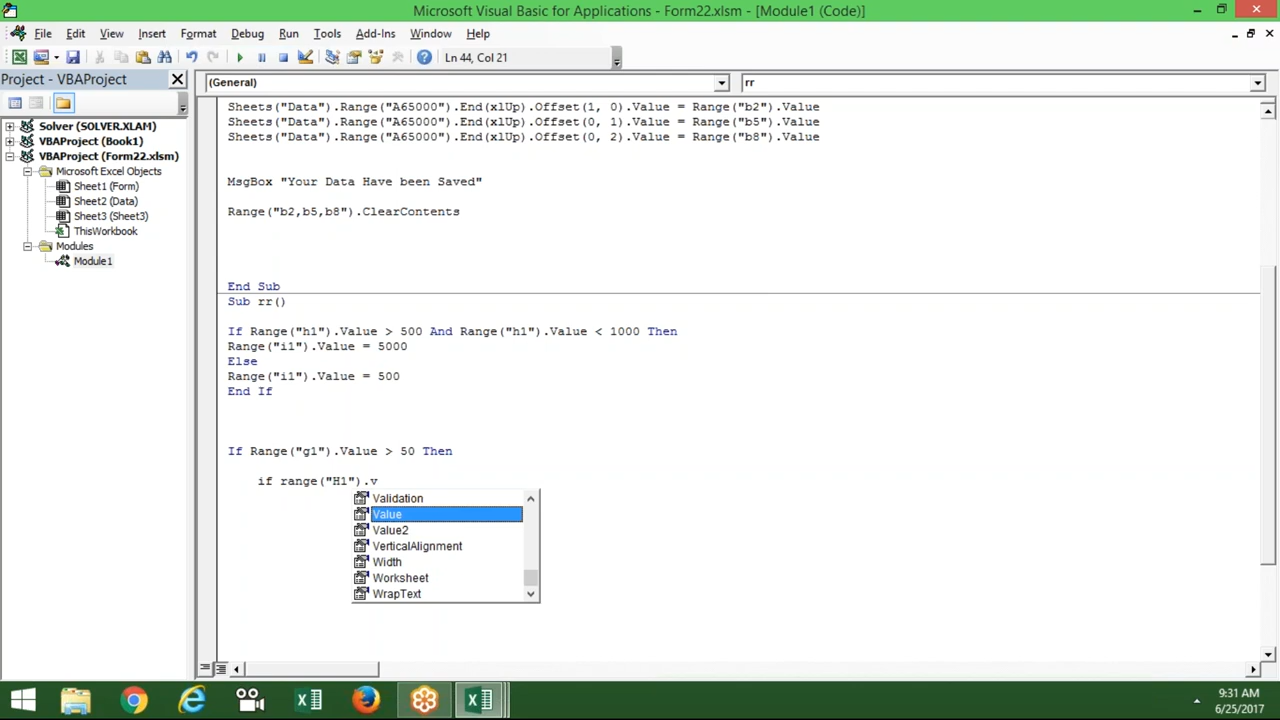 Microsoft Visual Basic for Applications - Form22.xlsm - [Module1 (Code)]
File Edit View Insert Format Debug Run Tools Add-Ins Window Help
Ln 44, Col 21
Project - VBAProject
(General)
rr
Solver (SOLVER.XLAM)
VBAProject (Book1)
VBAProject (Form22.xlsm)
Microsoft Excel Objects
Sheet1 (Form)
Sheet2 (Data)
Sheet3 (Sheet3)
ThisWorkbook
Modules
Module1
Sheets("Data").Range("A65000").End(xlUp).Offset(1, 0).Value = Range("b2").Value
Sheets("Data").Range("A65000").End(xlUp).Offset(0, 1).Value = Range("b5").Value
Sheets("Data").Range("A65000").End(xlUp).Offset(0, 2).Value = Range("b8").Value
MsgBox "Your Data Have been Saved"
Range("b2,b5,b8").ClearContents
End Sub
Sub rr()
If Range("h1").Value > 500 And Range("h1").Value < 1000 Then
Range("i1").Value = 5000
Else
Range("i1").Value = 500
End If
If Range("g1").Value > 50 Then
if range("H1").v
Validation
Value
Value2
VerticalAlignment
Width
Worksheet
WrapText
9:31 AM
6/25/2017